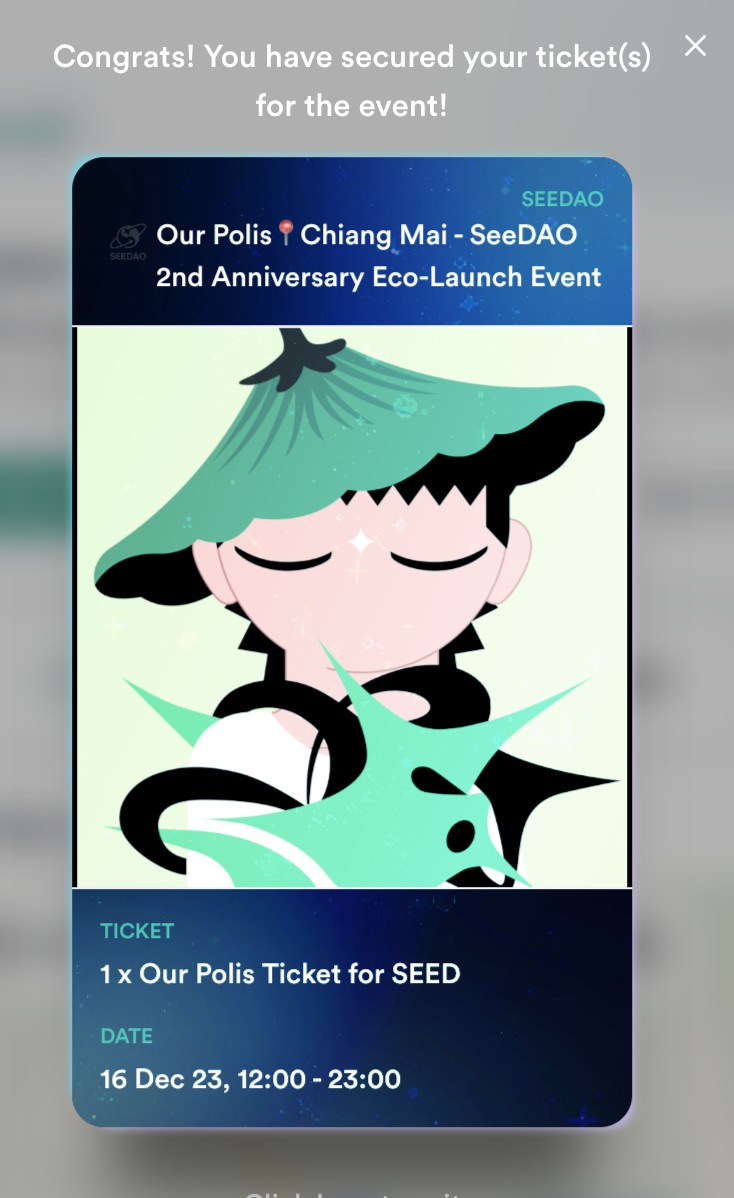 Congrats! You have secured your ticket(s)
for the event!
SEEDAO
Our Polis📍Chiang Mai - SeeDAO
SEEDAO
2nd Anniversary Eco-Launch Event
TICKET
1 x Our Polis Ticket for SEED
DATE
16 Dec 23, 12:00 - 23:00